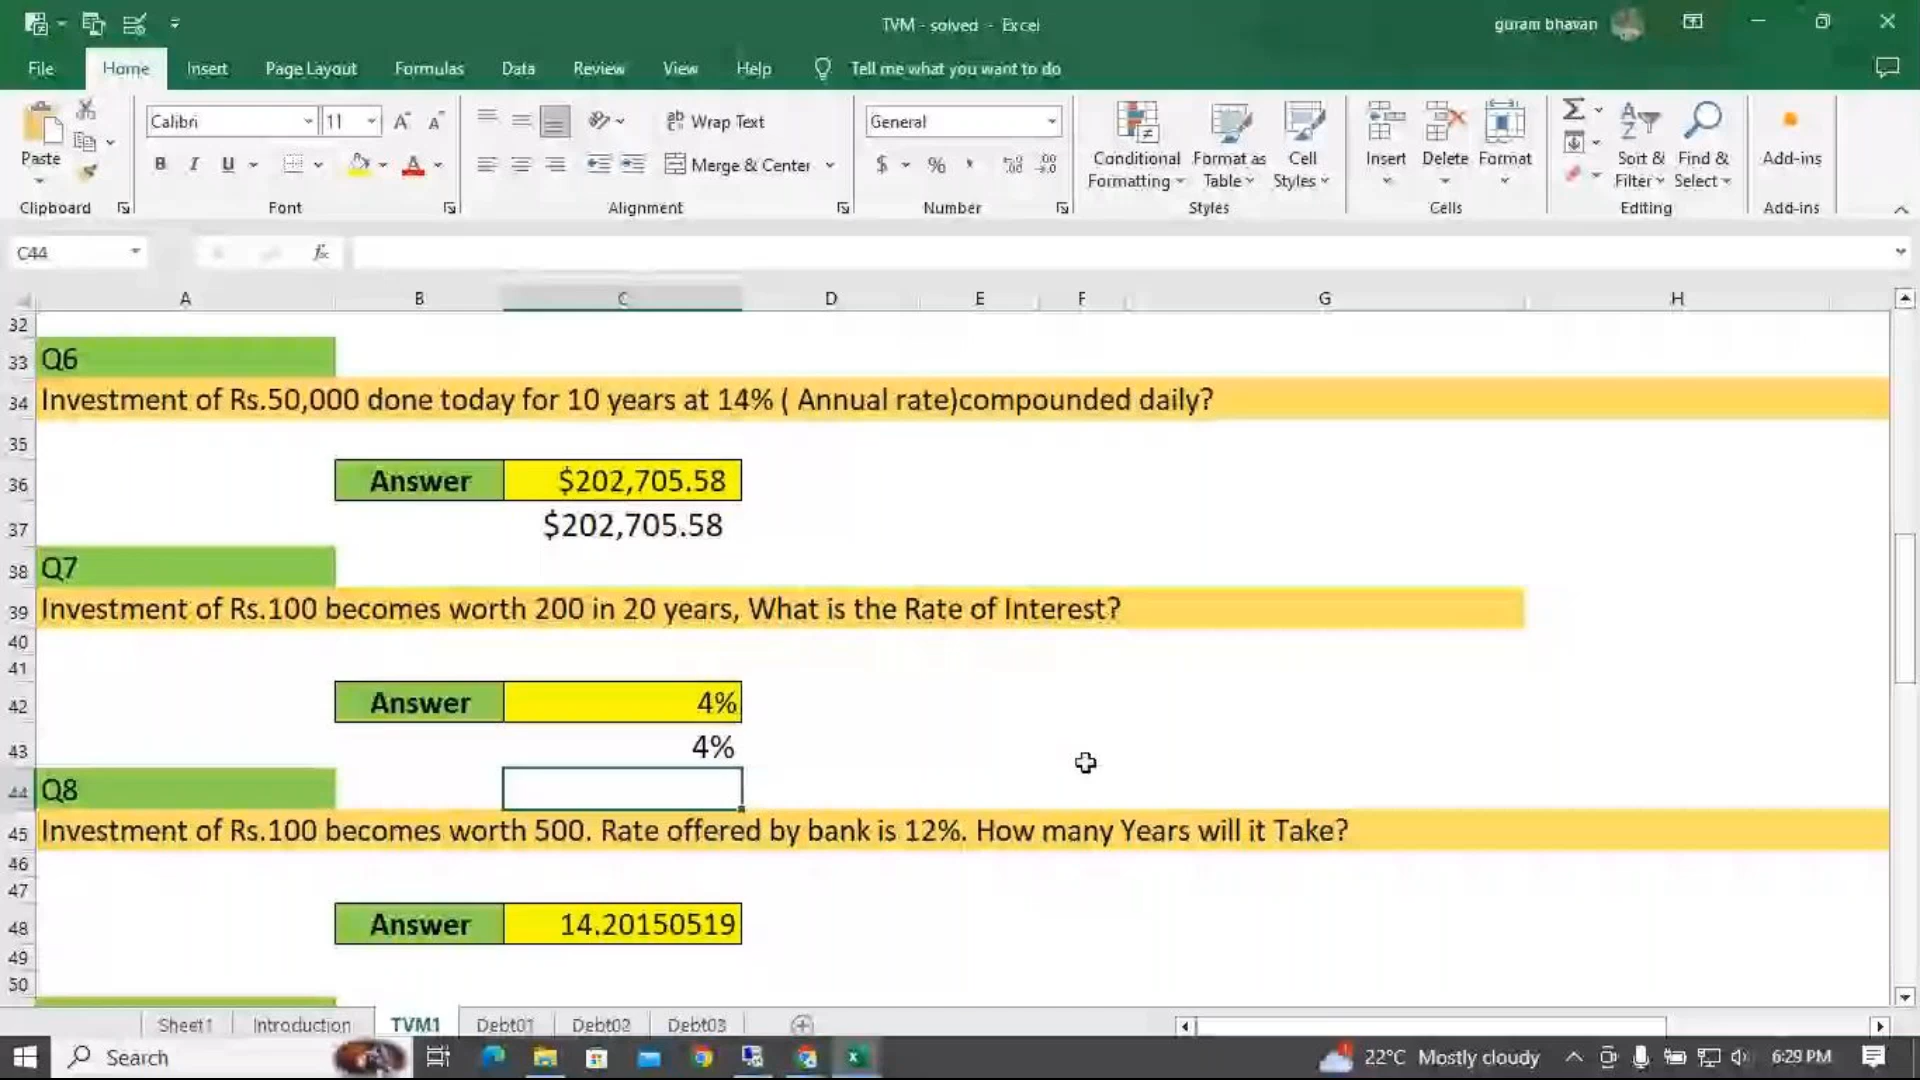 TVM - solved - Excel
guram bhavan
File Home Insert Page Layout Formulas Data Review View Help Tell me what you want to do
Calibri 11
Wrap Text
General
Paste
B I U
Merge & Center
$ %
Conditional Formatting
Format as Table
Cell Styles
Insert Delete Format
Sort & Filter
Find & Select
Add-ins
Clipboard Font Alignment Number Styles Cells Editing Add-ins
C44 fx
A B C D E F G H
32
33 Q6
34 Investment of Rs.50,000 done today for 10 years at 14% ( Annual rate)compounded daily?
35
36 Answer $202,705.58
37 $202,705.58
38 Q7
39 Investment of Rs.100 becomes worth 200 in 20 years, What is the Rate of Interest?
40
41
42 Answer 4%
43 4%
44 Q8
45 Investment of Rs.100 becomes worth 500. Rate offered by bank is 12%. How many Years will it Take?
46
47
48 Answer 14.20150519
49
50
Sheet1 Introduction TVM1 Debt01 Debt02 Debt03
Search
22°C Mostly cloudy
6:29 PM